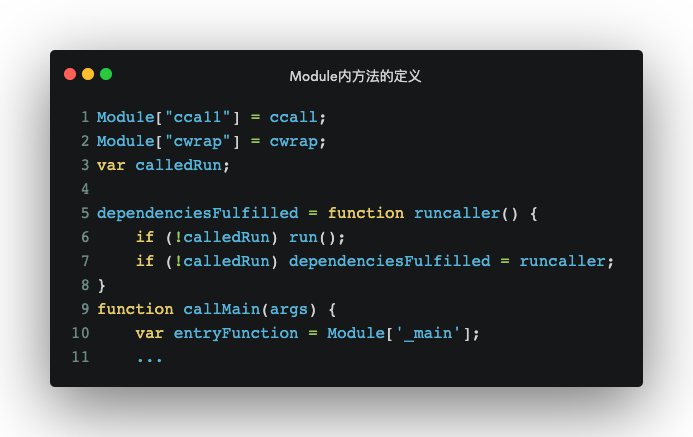 Module内方法的定义
1 Modu1e["cca11"] = ccall;
2 Module["cwrap"] = cwrap;
3 var calledRun;
4
5 dependenciesFulfilled = function runcaller() {
6     if (!calledRun) run();
7     if (!calledRun) dependenciesFulfilled = runcaller;
8 }
9 function callMain(args) {
10     var entryFunction = Module['_main'];
11     ...